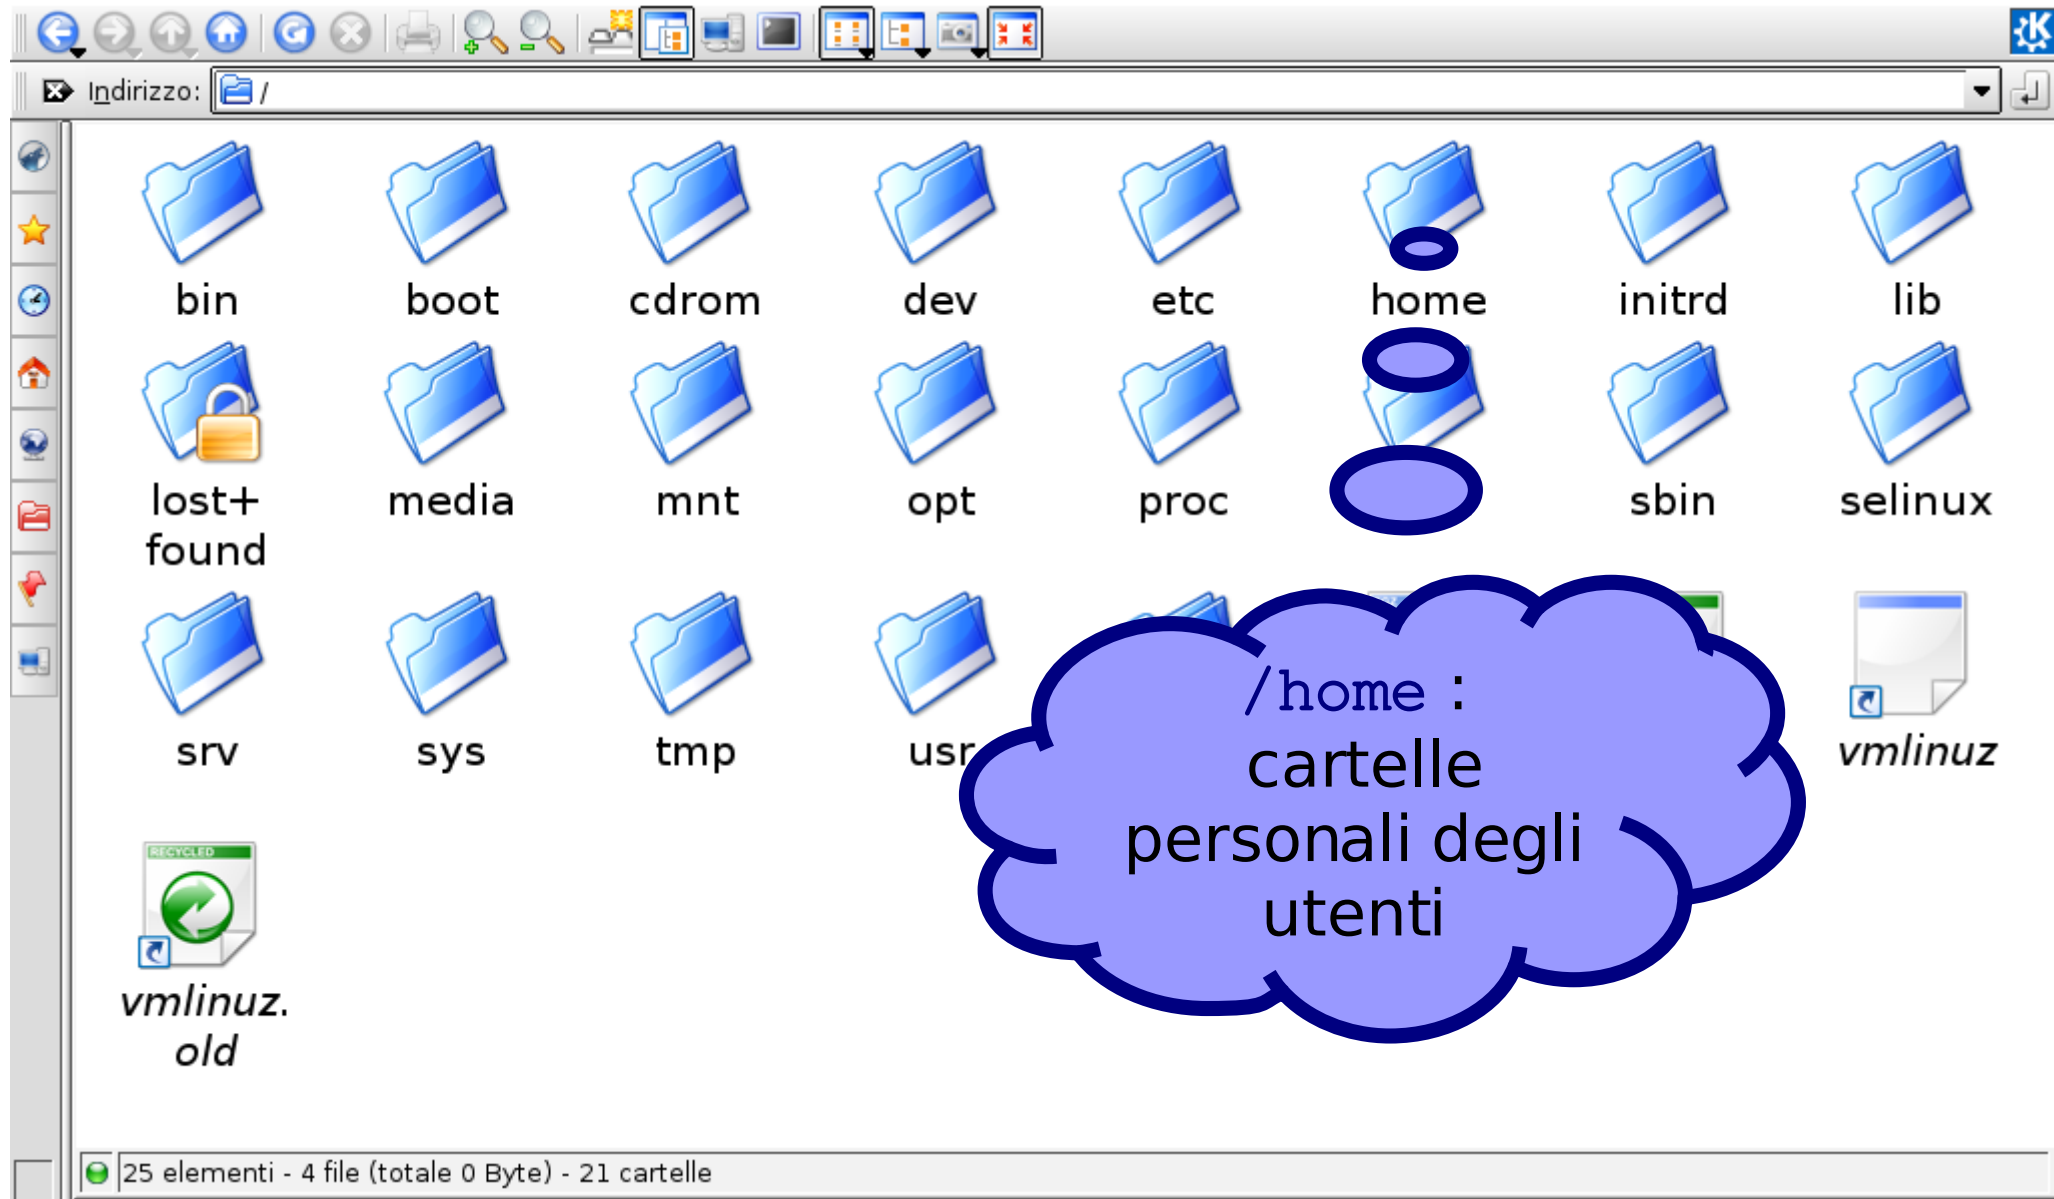 Indirizzo: /
bin boot cdrom dev etc home initrd lib
lost+ media mnt opt proc sbin selinux
found
srv sys tmp usr vmlinuz
/home :
cartelle
personali degli
utenti
RECYCLED
vmlinuz.
old
25 elementi - 4 file (totale 0 Byte) - 21 cartelle